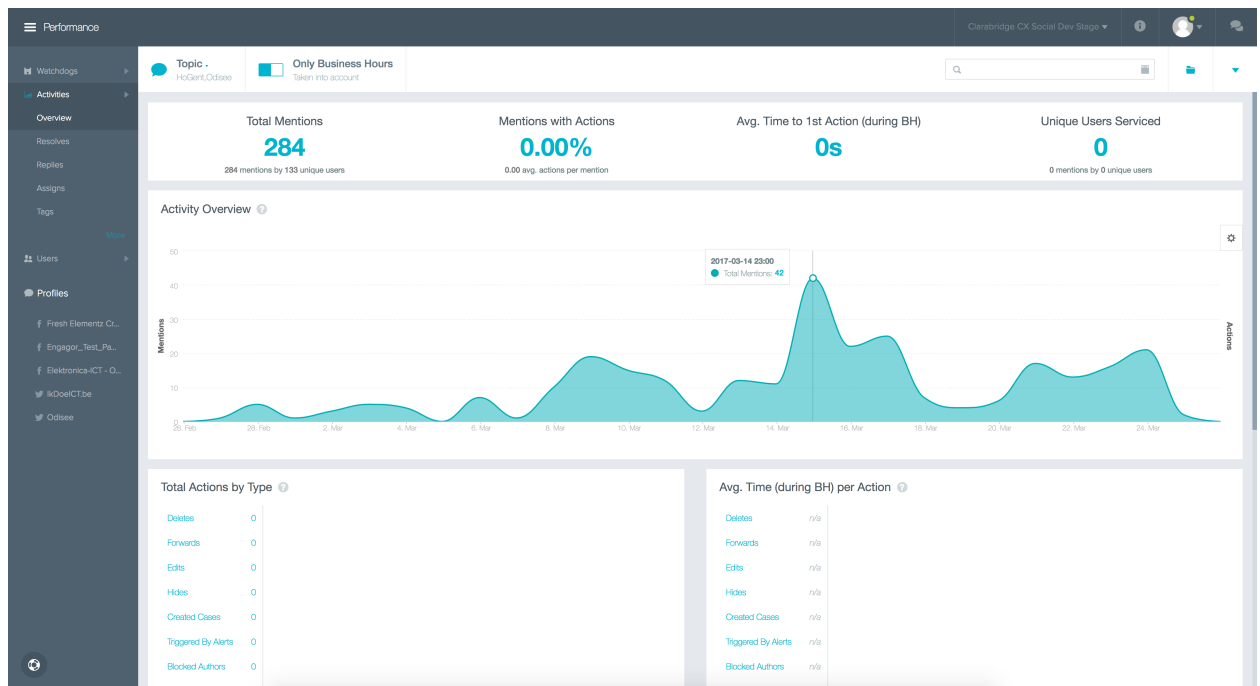 Performance
Clarabridge CX Social Dev Stage
Watchdogs
Activities
Overview
Resolves
Replies
Assigns
Tags
More
Users
Profiles
Fresh Elementz Cr...
Engagor_Test_Pa...
Elektronica-ICT - O...
IkDoeICT.be
Odisee
Topic .
HoGent,Odisee
Only Business Hours
Taken into account
Total Mentions
284
284 mentions by 133 unique users
Mentions with Actions
0.00%
0.00 avg. actions per mention
Avg. Time to 1st Action (during BH)
0s
Unique Users Serviced
0
0 mentions by 0 unique users
Activity Overview ?
2017-03-14 23:00
Total Mentions: 42
Mentions
50
40
30
20
10
0
Actions
26. Feb 28. Feb 2. Mar 4. Mar 6. Mar 8. Mar 10. Mar 12. Mar 14. Mar 16. Mar 18. Mar 20. Mar 22. Mar 24. Mar
Total Actions by Type ?
Deletes 0
Forwards 0
Edits 0
Hides 0
Created Cases 0
Triggered By Alerts 0
Blocked Authors 0
Avg. Time (during BH) per Action ?
Deletes n/a
Forwards n/a
Edits n/a
Hides n/a
Created Cases n/a
Triggered By Alerts n/a
Blocked Authors n/a